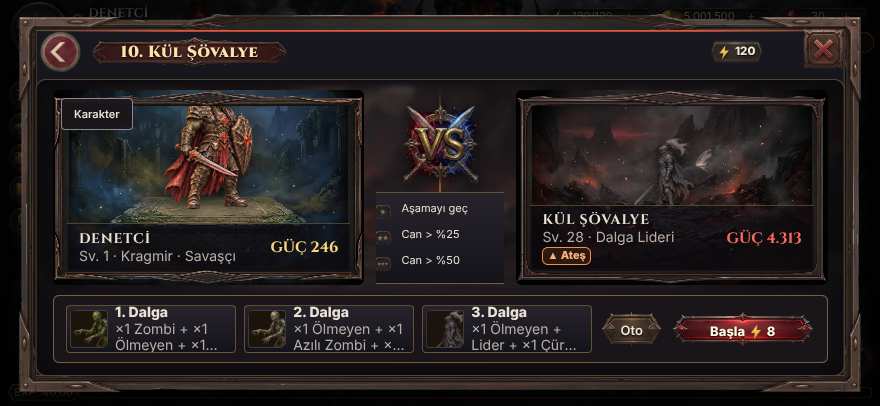 DENETCİ
10. KÜL ŞÖVALYE
120
Karakter
VS
DENETCİ
Sv. 1 · Kragmir · Savaşçı
GÜÇ 246
Aşamayı geç
Can > %25
Can > %50
KÜL ŞÖVALYE
Sv. 28 · Dalga Lideri
▲ Ateş
GÜÇ 4.313
1. Dalga
×1 Zombi + ×1
Ölmeyen + ×1...
2. Dalga
×1 Ölmeyen + ×1
Azılı Zombi + ×...
3. Dalga
×1 Ölmeyen +
Lider + ×1 Çür...
Oto
Başla ⚡ 8